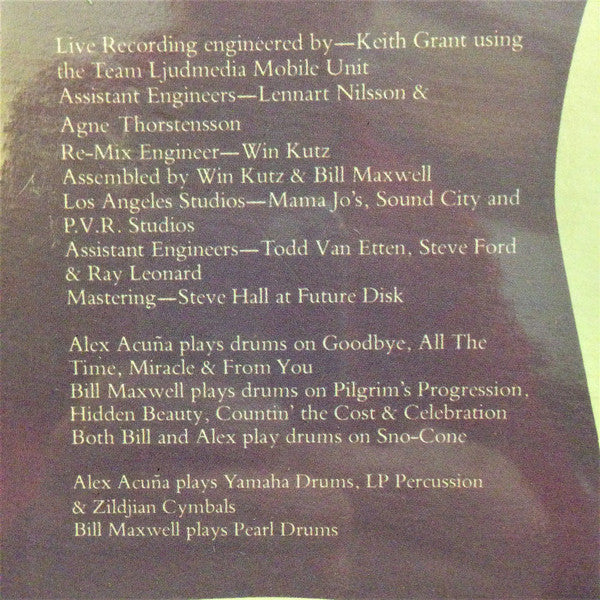 Live Recording engineered by—Keith Grant using
the Team Ljudmedia Mobile Unit
Assistant Engineers—Lennart Nilsson &
Agne Thorstensson
Re-Mix Engineer—Win Kutz
Assembled by Win Kutz & Bill Maxwell
Los Angeles Studios—Mama Jo's, Sound City and
P.V.R. Studios
Assistant Engineers—Todd Van Etten, Steve Ford
& Ray Leonard
Mastering—Steve Hall at Future Disk
Alex Acuña plays drums on Goodbye, All The
Time, Miracle & From You
Bill Maxwell plays drums on Pilgrim's Progression,
Hidden Beauty, Countin' the Cost & Celebration
Both Bill and Alex play drums on Sno-Cone
Alex Acuña plays Yamaha Drums, LP Percussion
& Zildjian Cymbals
Bill Maxwell plays Pearl Drums